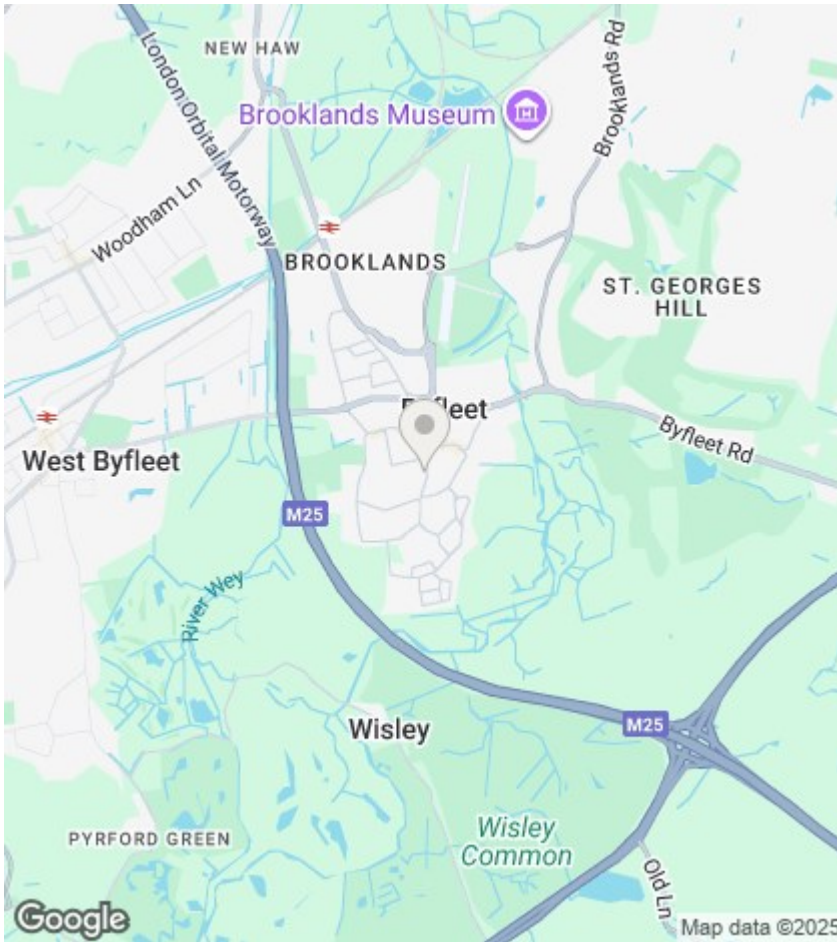 NEW HAW
London Orbital Motorway
Brooklands Museum
Brooklands Rd
Woodham Ln
BROOKLANDS
ST. GEORGES
HILL
Byfleet Rd
West Byfleet
M25
River Wey
Wisley
M25
PYRFORD GREEN
Wisley
Common
Old Ln
Google
Map data ©2025